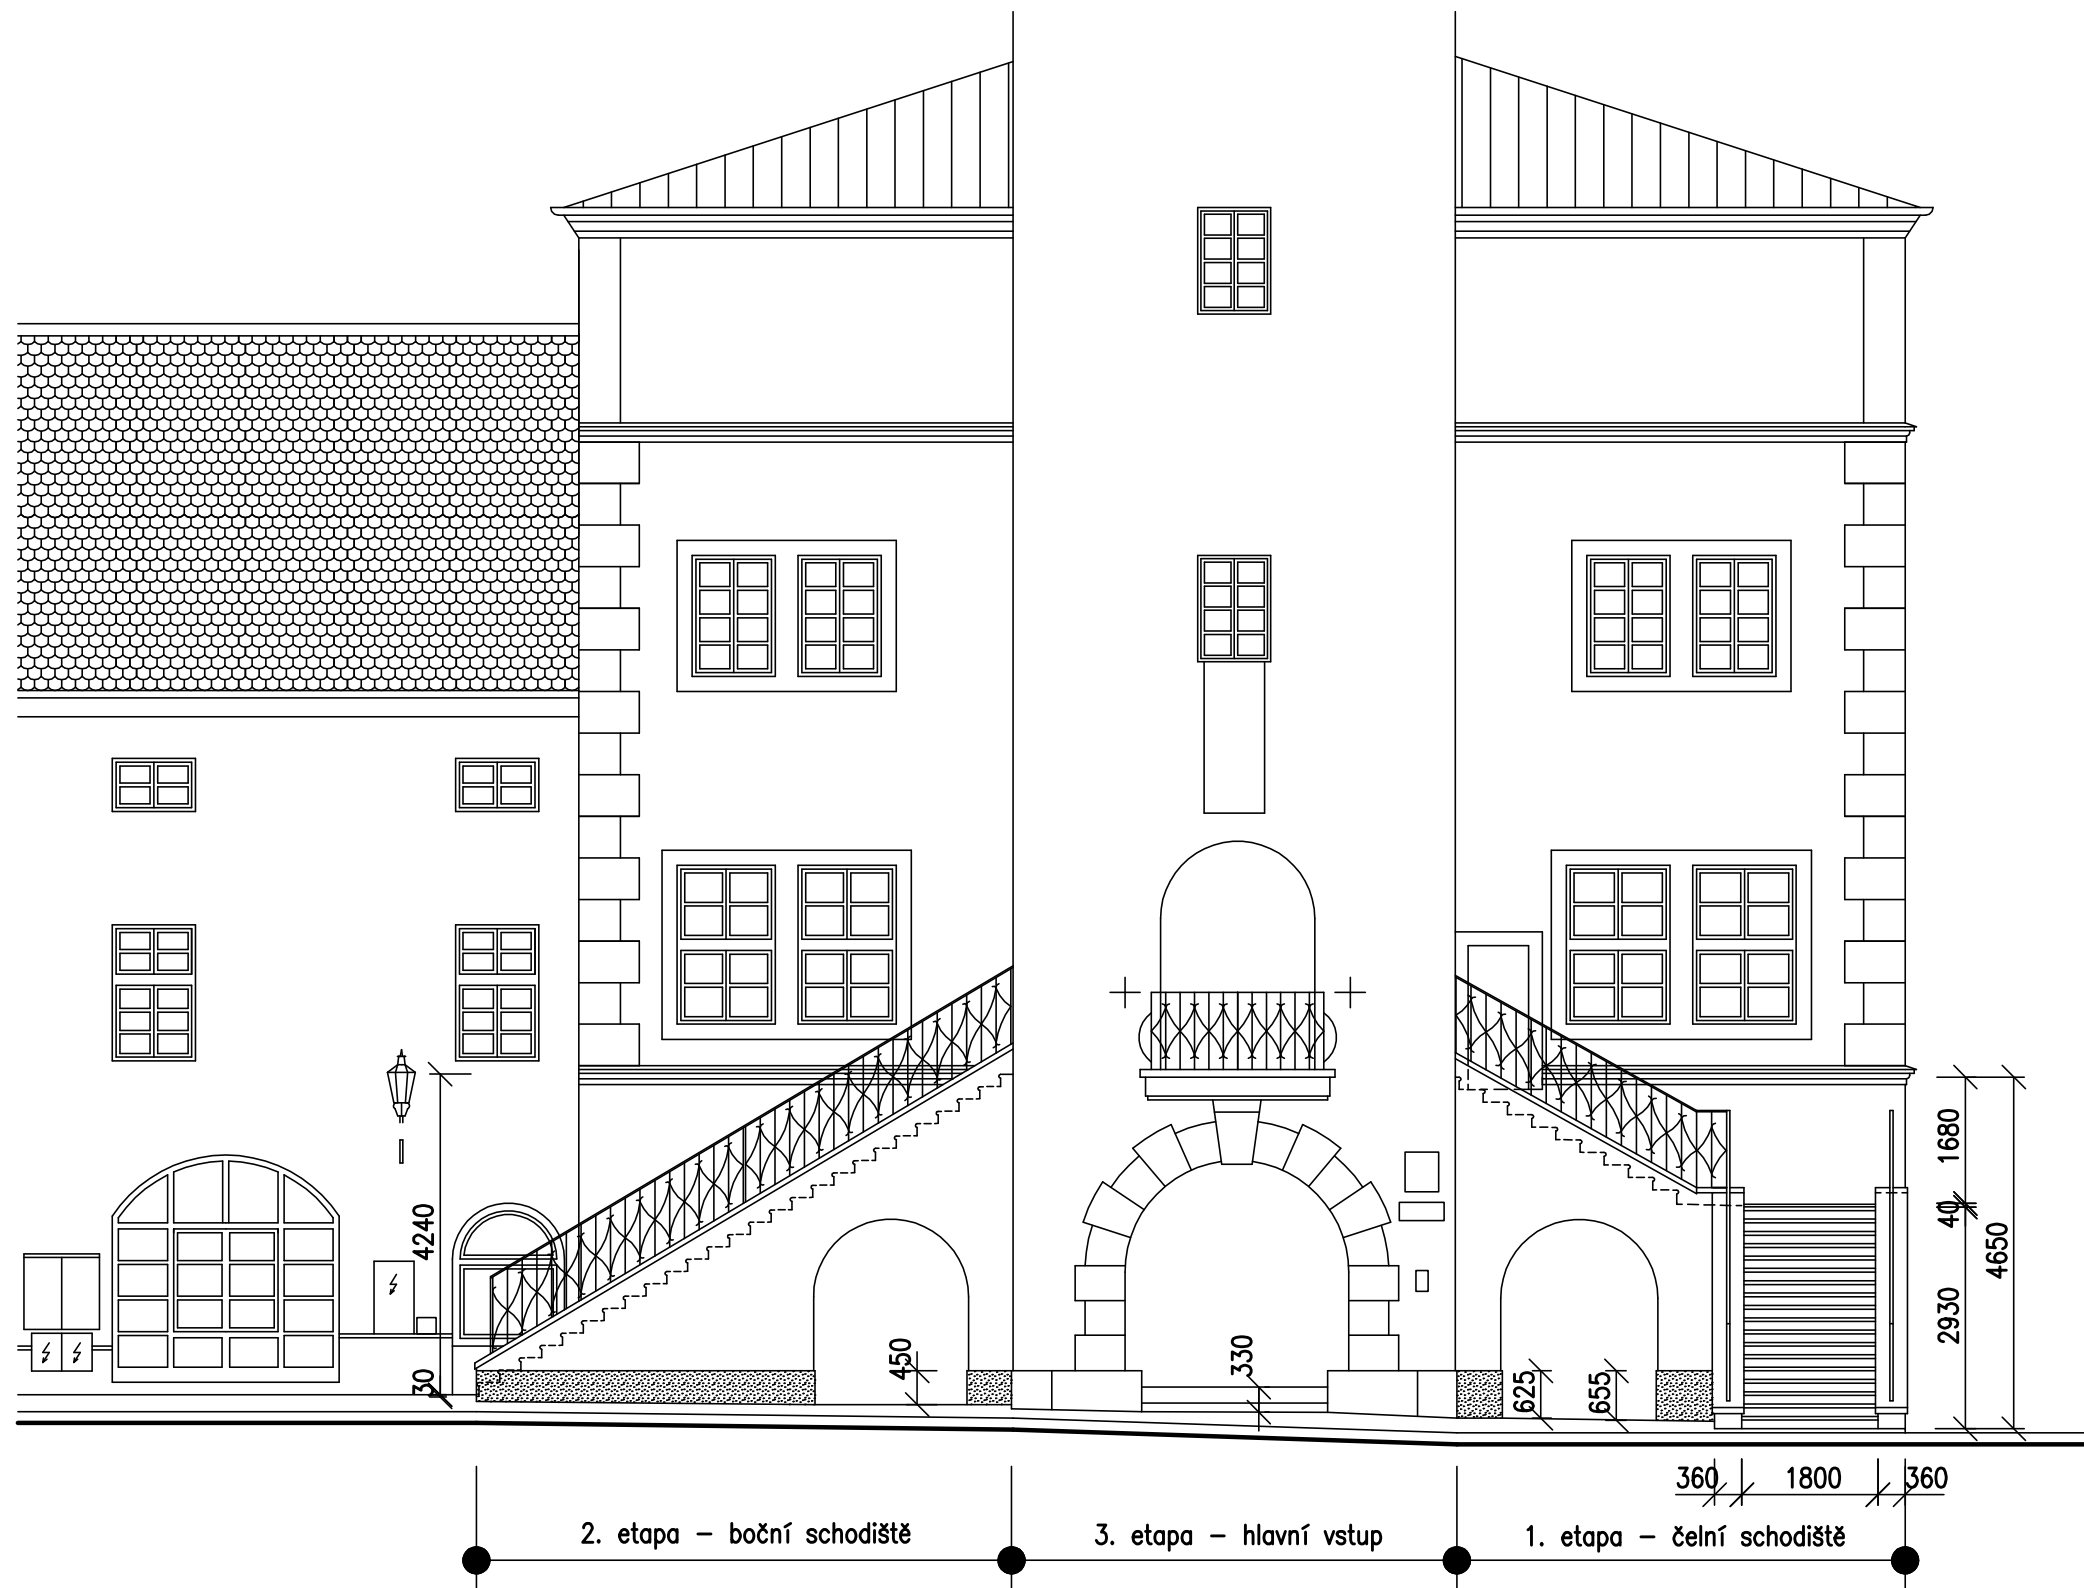 1680
40
4650
2930
4240
30
450
330
625
655
360 1800 360
2. etapa – boční schodiště
3. etapa – hlavní vstup
1. etapa – čelní schodiště